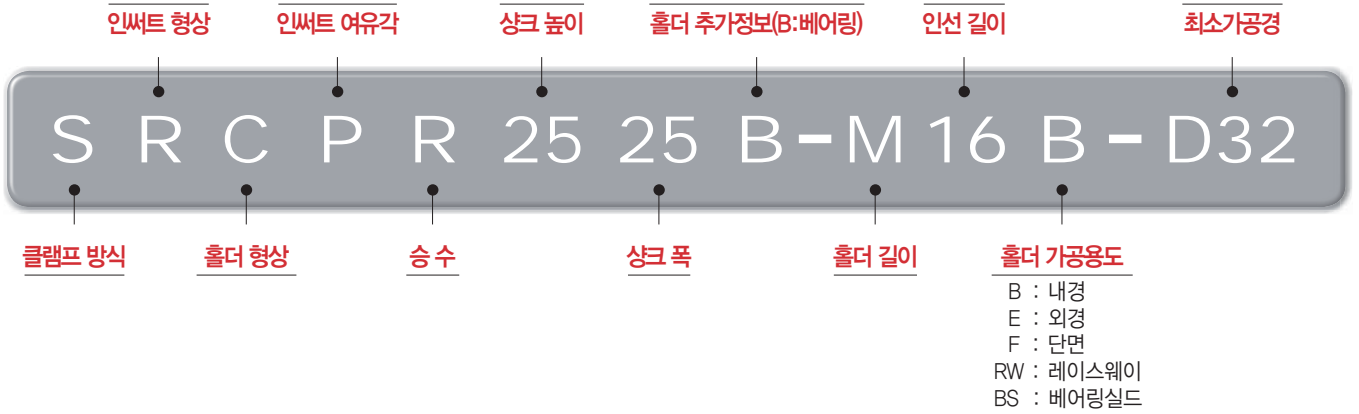 인써트 형상 인써트 여유각 샹크 높이 홀더 추가정보(B:베어링) 인선 길이 최소가공경
S R C P R 25 25 B-M 16 B - D32
클램프 방식 홀더 형상 승 수 샹크 폭 홀더 길이 홀더 가공용도
B : 내경
E : 외경
F : 단면
RW : 레이스웨이
BS : 베어링실드